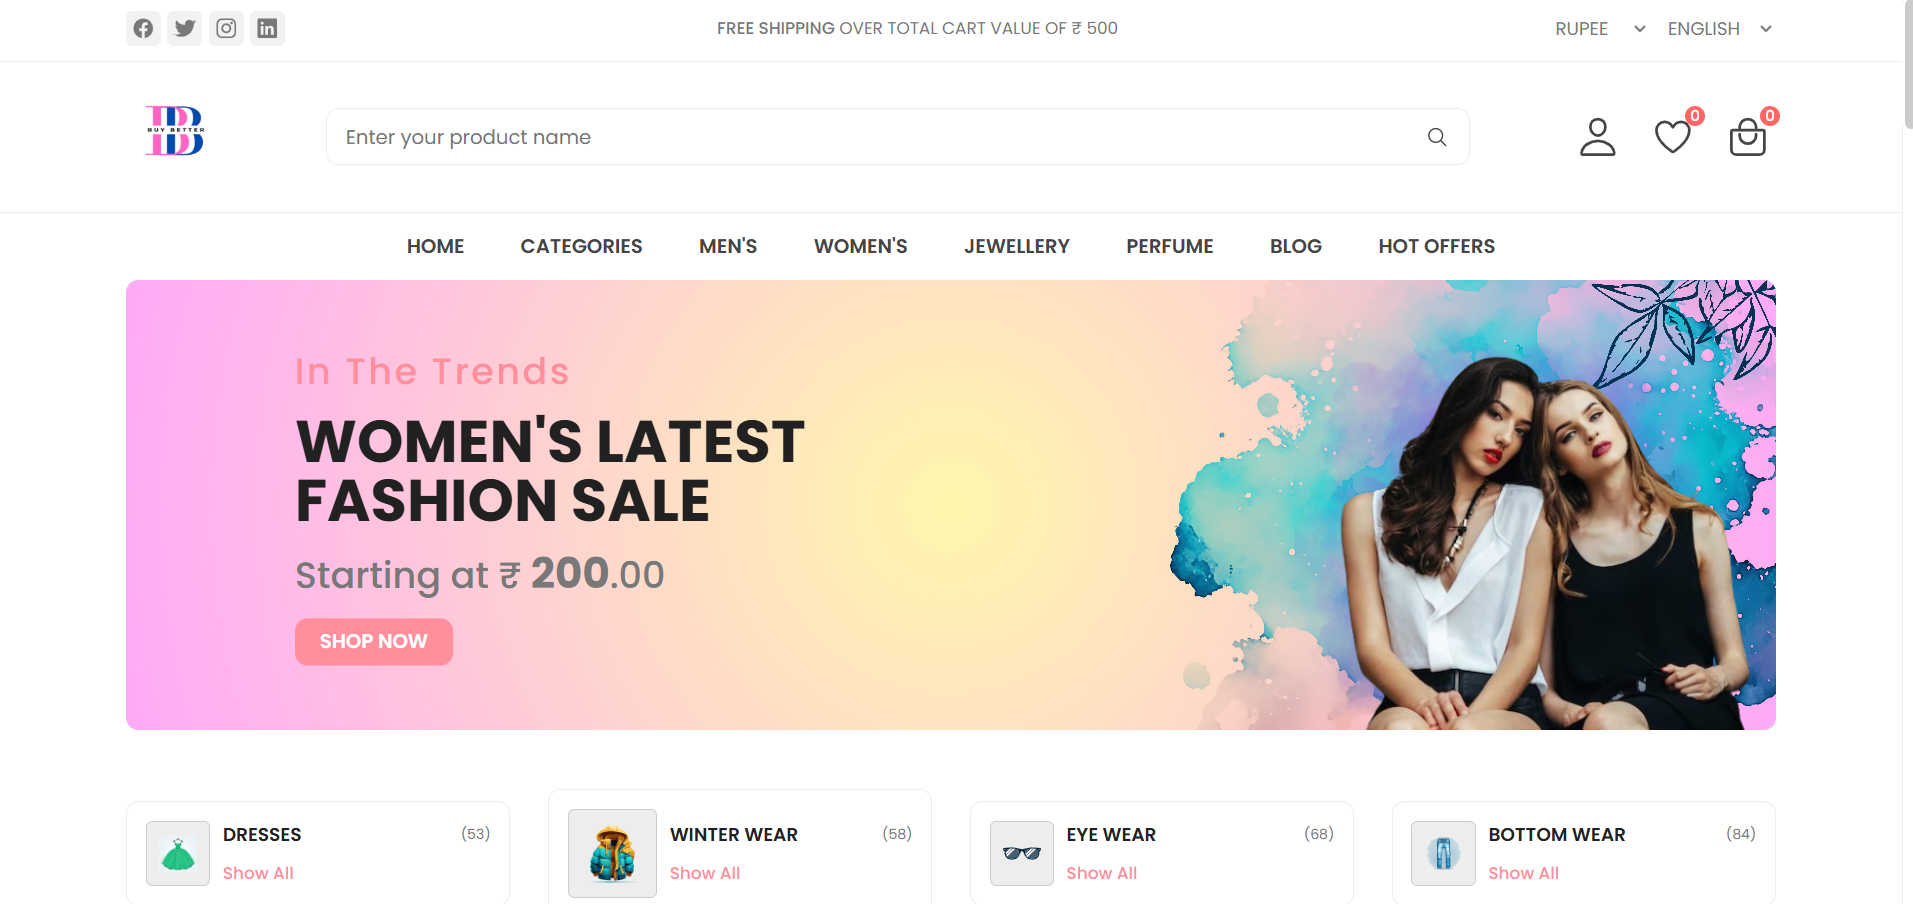 FREE SHIPPING OVER TOTAL CART VALUE OF ₹ 500
RUPEE
ENGLISH
BUY BETTER
Enter your product name
0
0
HOME
CATEGORIES
MEN'S
WOMEN'S
JEWELLERY
PERFUME
BLOG
HOT OFFERS
In The Trends
WOMEN'S LATEST
FASHION SALE
Starting at ₹ 200.00
SHOP NOW
DRESSES
(53)
Show All
WINTER WEAR
(58)
Show All
EYE WEAR
(68)
Show All
BOTTOM WEAR
(84)
Show All